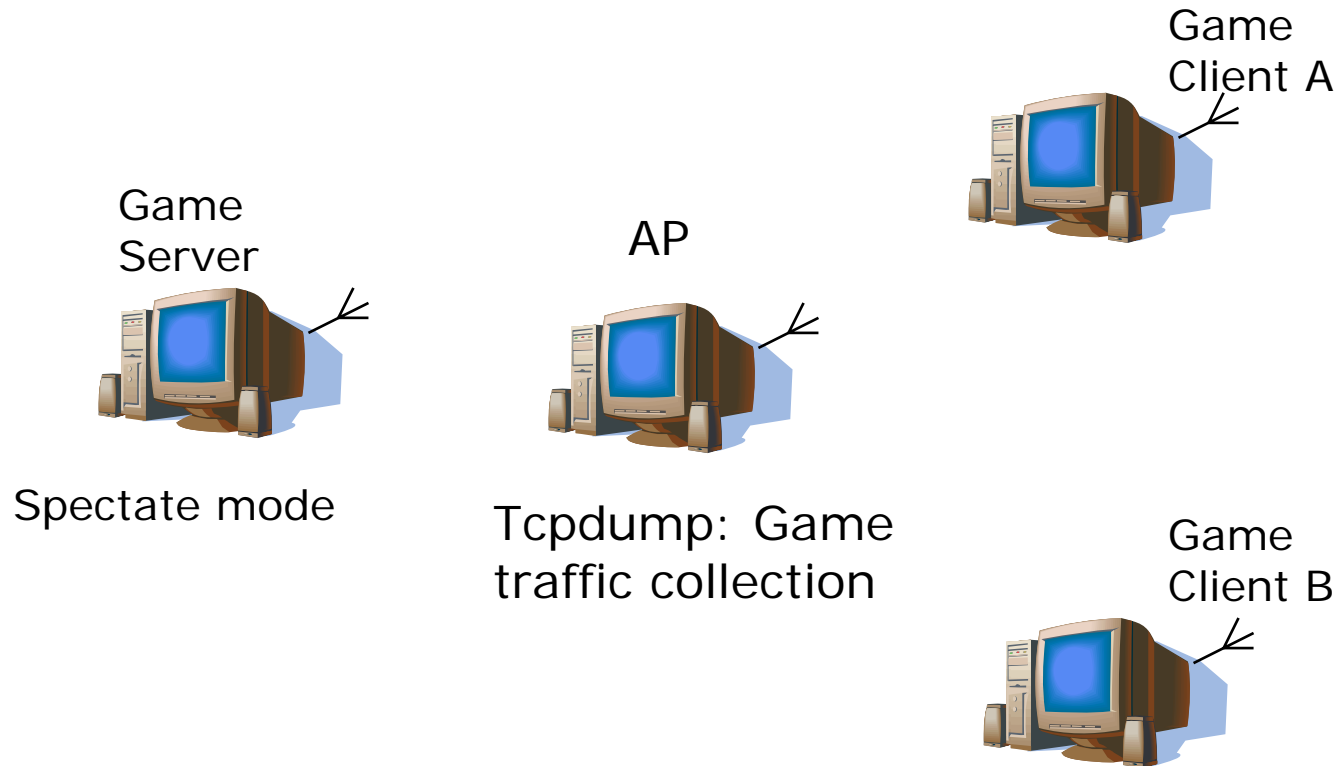 Game
Client A
Game
Server
AP
Spectate mode
Tcpdump: Game
traffic collection
Game
Client B